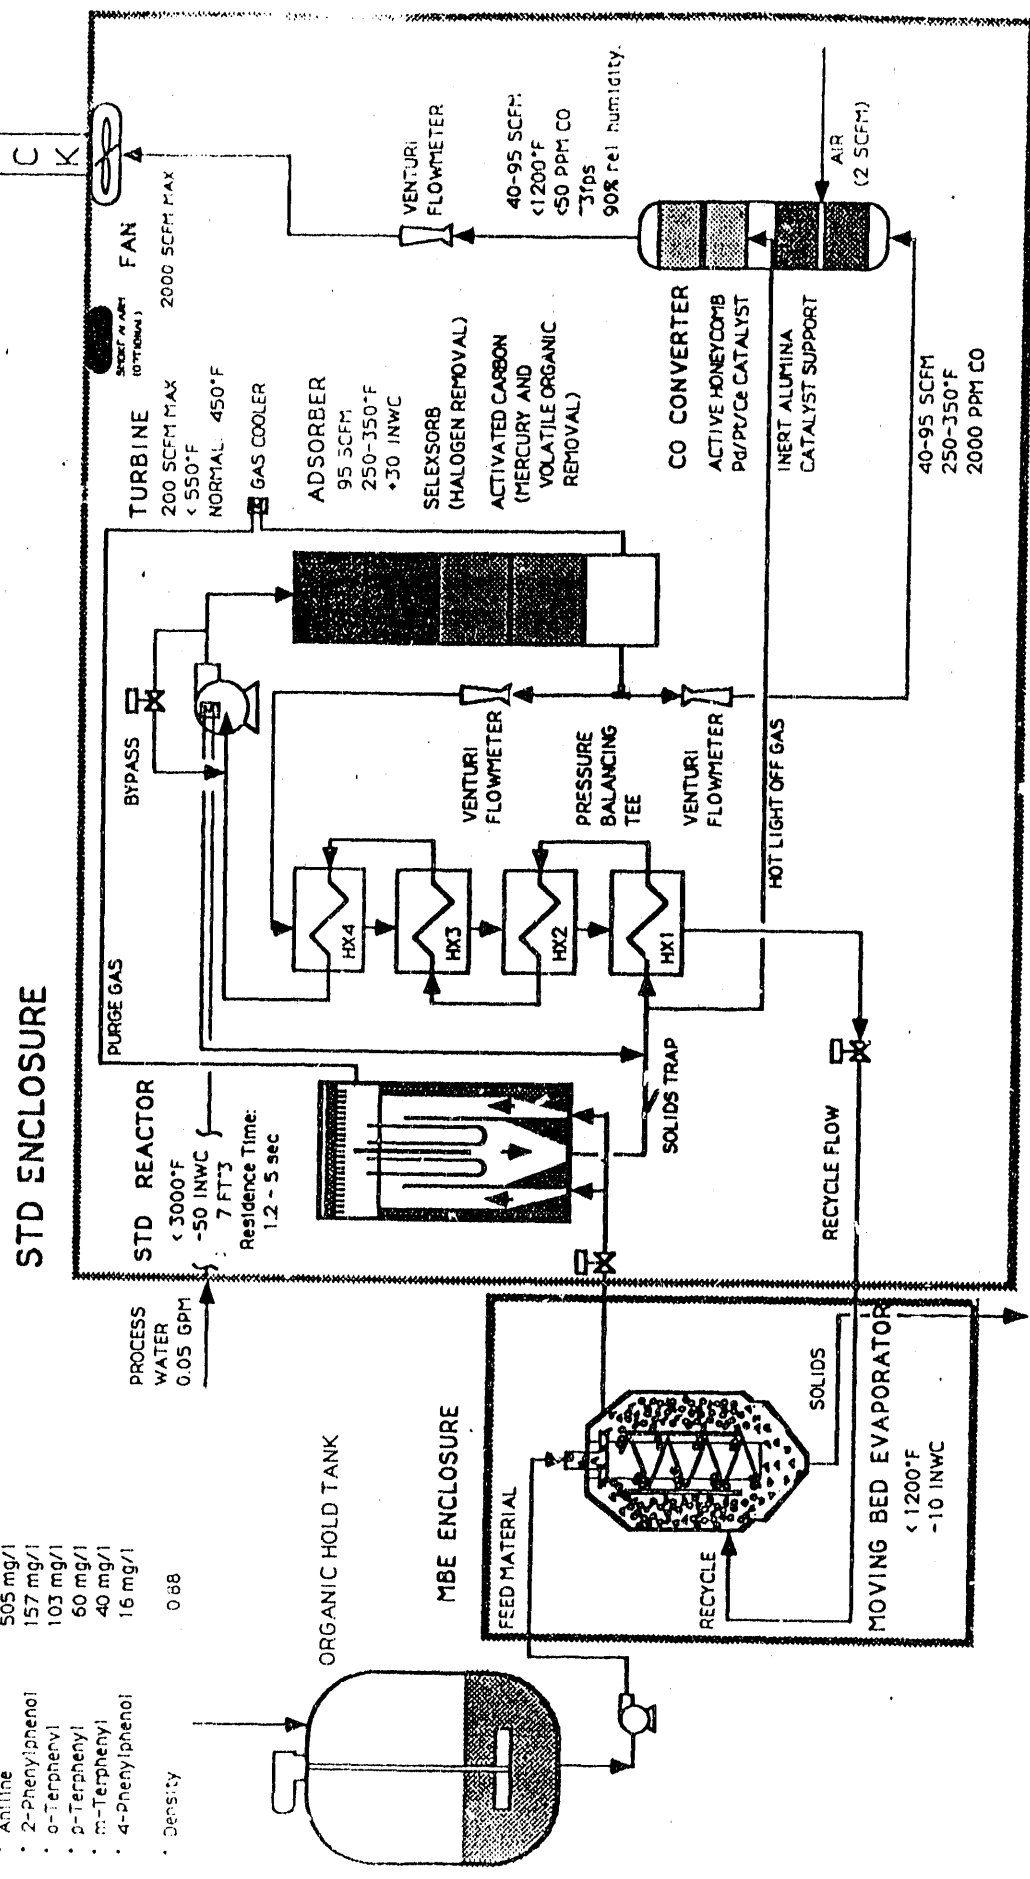 STD ENCLOSURE
C
K
505 mg/l
2-Phenylphenol 157 mg/l
o-Terphenyl 103 mg/l
p-Terphenyl 60 mg/l
m-Terphenyl 40 mg/l
4-Phenylphenol 16 mg/l
Density 0.88
PROCESS
WATER
0.05 GPM
ORGANIC HOLD TANK
MBE ENCLOSURE
FEED MATERIAL
RECYCLE
SOLIDS
MOVING BED EVAPORATOR
<1200°F
-10 INWC
PURGE GAS
STD REACTOR
<3000°F
-50 INWC
7 FT^3
Residence Time:
1.2 - 5 sec
SOLIDS TRAP
RECYCLE FLOW
BYPASS
HX4
HX3
HX2
HX1
HOT LIGHT OFF GAS
VENTURI
FLOWMETER
PRESSURE
BALANCING
TEE
VENTURI
FLOWMETER
TURBINE
200 SCFM MAX
<550°F
NORMAL: 450°F
GAS COOLER
ADSORBER
95 SCFM
250-350°F
+30 INWC
SELEXSORB
(HALOGEN REMOVAL)
ACTIVATED CARBON
(MERCURY AND
VOLATILE ORGANIC
REMOVAL)
(OPTIONAL)
FAN
2000 SCFM MAX
VENTURI
FLOWMETER
40-95 SCFM
<1200°F
<50 PPM CO
~3fps
90% rel humidity.
CO CONVERTER
ACTIVE HONEYCOMB
Pd/Pt/Ce CATALYST
INERT ALUMINA
CATALYST SUPPORT
AIR
(2 SCFM)
40-95 SCFM
250-350°F
2000 PPM CO